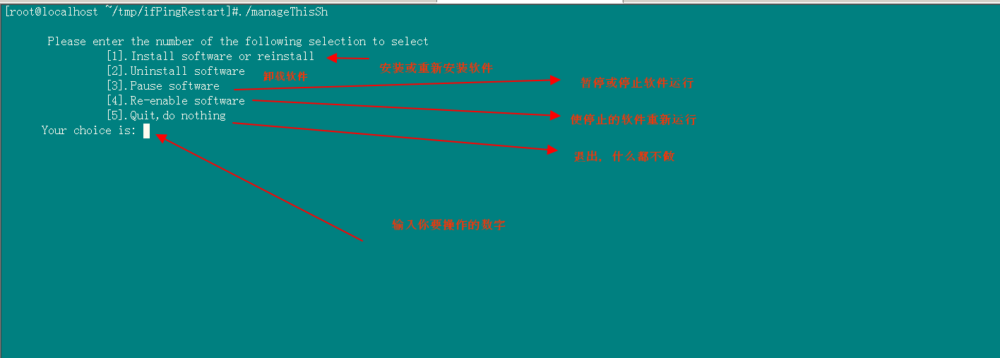 [root@localhost ~/tmp/ifPingRestart]#./manageThisSh
Please enter the number of the following selection to select
[1].Install software or reinstall
安装或重新安装软件
[2].Uninstall software
卸载软件
[3].Pause software
暂停或停止软件运行
[4].Re-enable software
使停止的软件重新运行
[5].Quit,do nothing
Your choice is:
退出，什么都不做
输入你要操作的数字